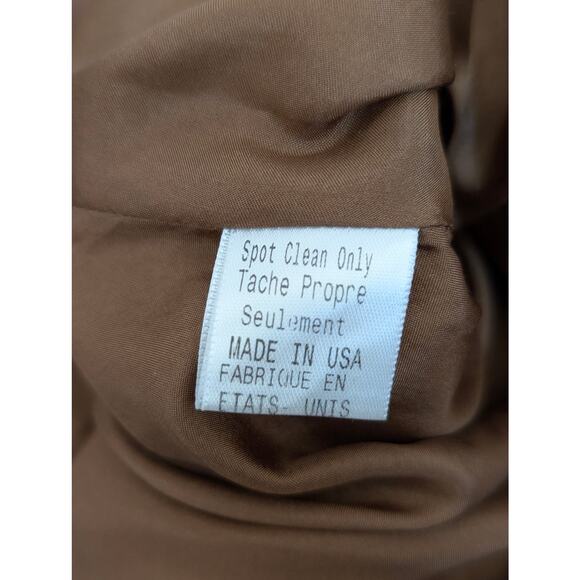 Spot Clean Only
Tache Propre
Seulement
MADE IN USA
FABRIQUE EN
ETATS- UNIS